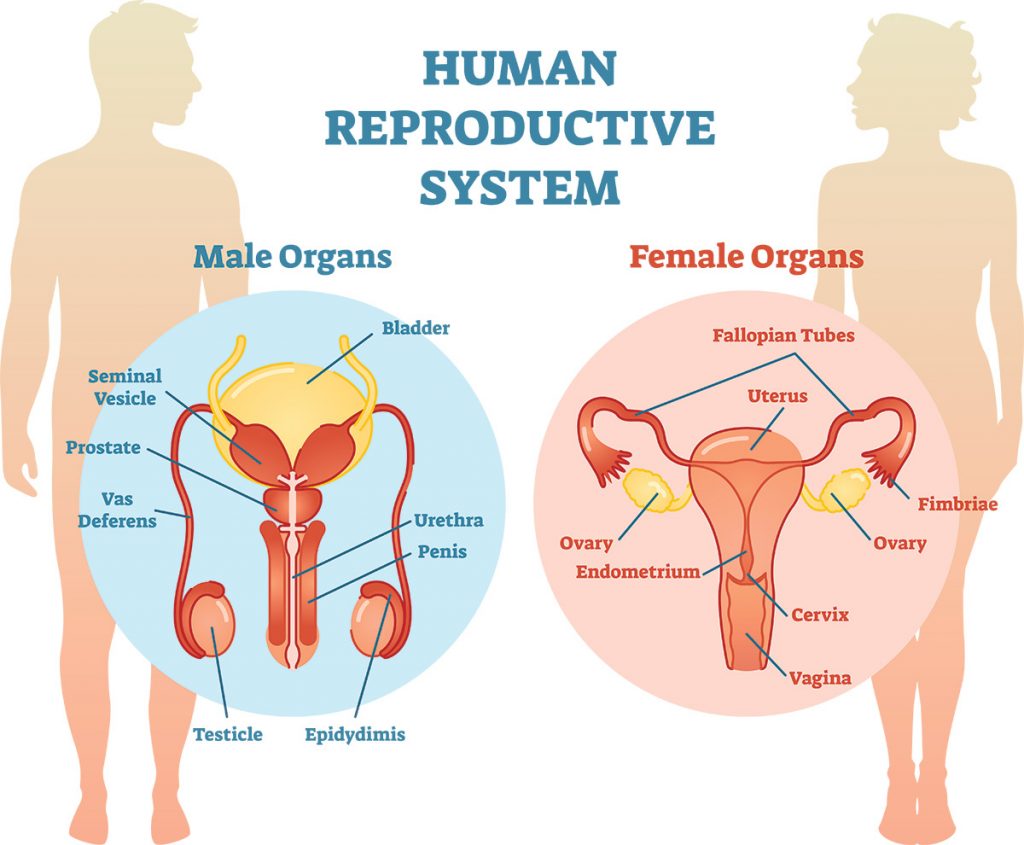 HUMAN
REPRODUCTIVE
SYSTEM
Male Organs
Bladder
Seminal
Vesicle
Prostate
Vas
Deferens
Urethra
Penis
Testicle
Epidydimis
Female Organs
Fallopian Tubes
Uterus
Fimbriae
Ovary
Ovary
Endometrium
Cervix
Vagina